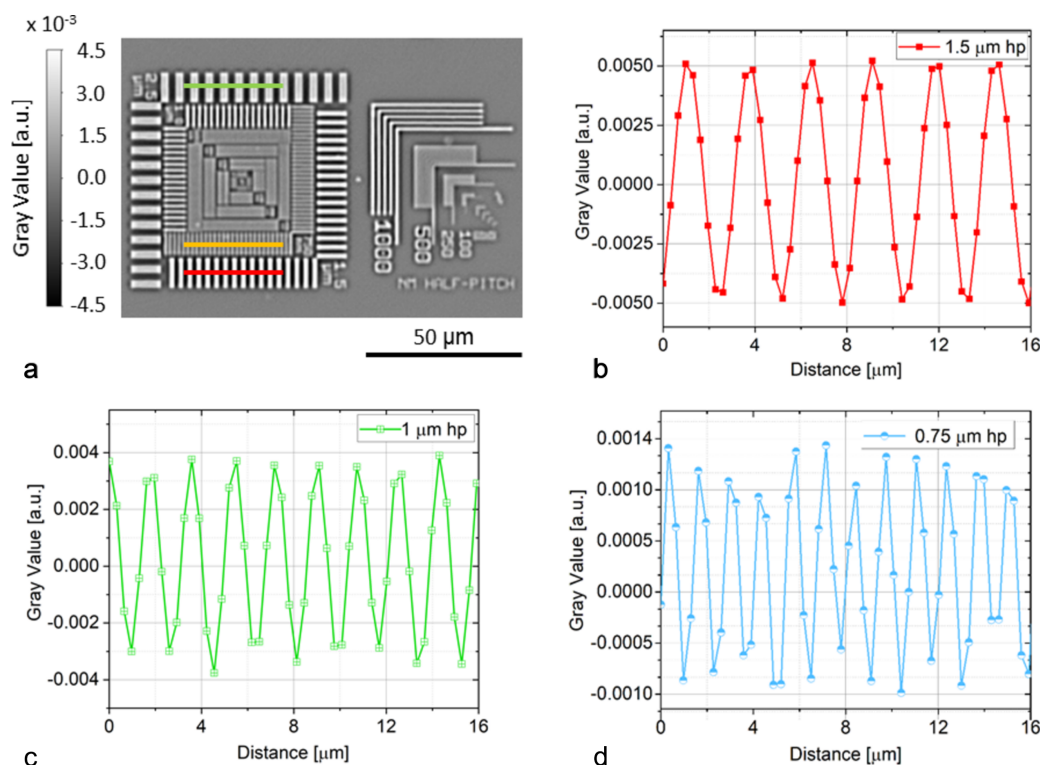 x 10⁻³
4.5
3.0
1.5
0.0
-1.5
-3.0
-4.5
Gray Value [a.u.]
2.5
µm
1.5
µm
1000
500
250
100
NM HALF-PITCH
50 µm
a
1.5 µm hp
0.0050
0.0025
0.0000
-0.0025
-0.0050
Gray Value [a.u.]
0 4 8 12 16
Distance [µm]
b
1 µm hp
0.004
0.002
0.000
-0.002
-0.004
Gray Value [a.u.]
0 4 8 12 16
Distance [µm]
c
0.75 µm hp
0.0014
0.0010
0.0005
0.0000
-0.0005
-0.0010
Gray Value [a.u.]
0 4 8 12 16
Distance [µm]
d